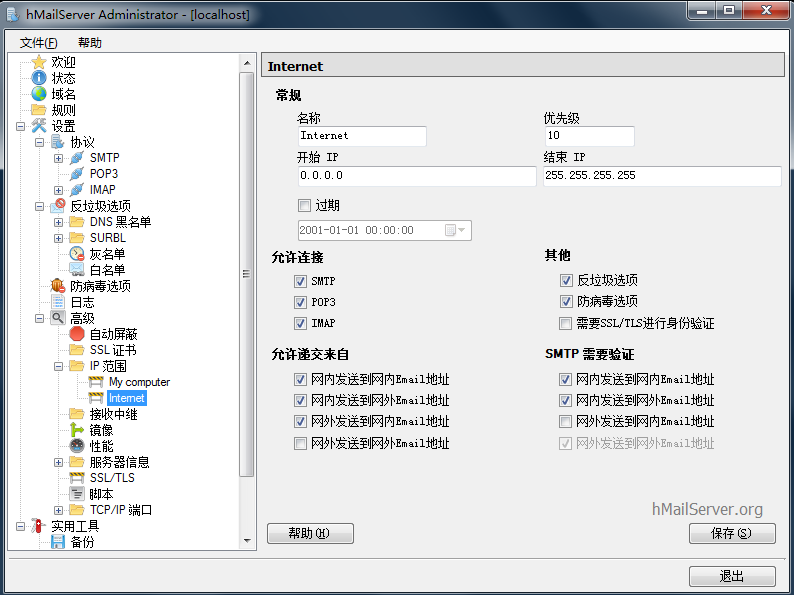 hMailServer Administrator - [localhost]
文件(F) 帮助
欢迎
状态
域名
规则
设置
协议
SMTP
POP3
IMAP
反垃圾选项
DNS 黑名单
SURBL
灰名单
白名单
防病毒选项
日志
高级
自动屏蔽
SSL 证书
IP 范围
My computer
Internet
接收中继
镜像
性能
服务器信息
SSL/TLS
脚本
TCP/IP 端口
实用工具
备份
Internet
常规
名称 优先级
Internet 10
开始 IP 结束 IP
0.0.0.0 255.255.255.255
过期
2001-01-01 00:00:00
允许连接
SMTP
POP3
IMAP
其他
反垃圾选项
防病毒选项
需要SSL/TLS进行身份验证
允许递交来自
网内发送到网内Email地址
网内发送到网外Email地址
网外发送到网内Email地址
网外发送到网外Email地址
SMTP 需要验证
网内发送到网内Email地址
网内发送到网外Email地址
网外发送到网内Email地址
网外发送到网外Email地址
hMailServer.org
帮助(H) 保存(S)
退出